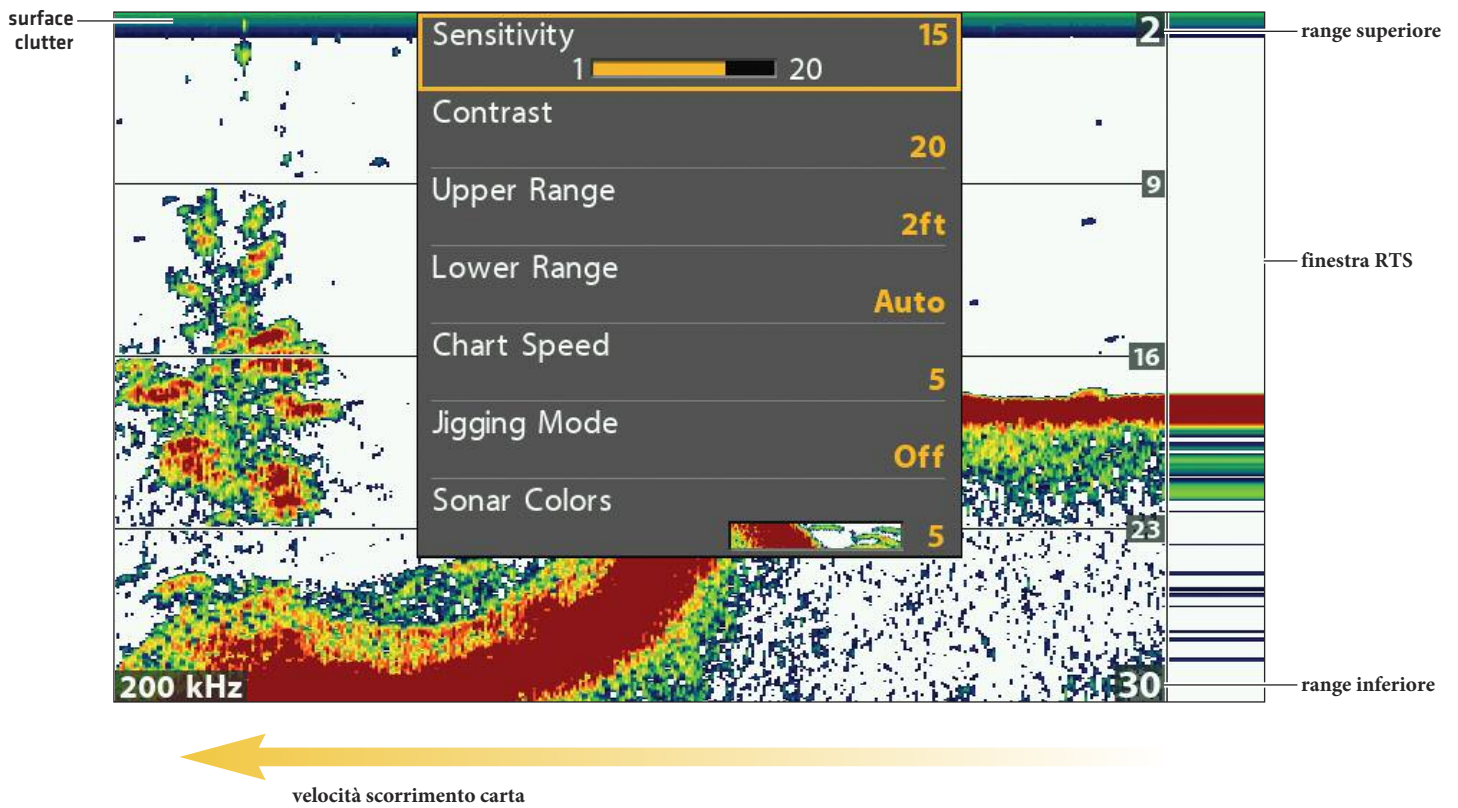 surface
clutter
Sensitivity 15
1 20
Contrast
20
Upper Range
2ft
Lower Range
Auto
Chart Speed
5
Jigging Mode
Off
Sonar Colors
5
2
9
16
23
30
200 kHz
range superiore
finestra RTS
range inferiore
velocità scorrimento carta